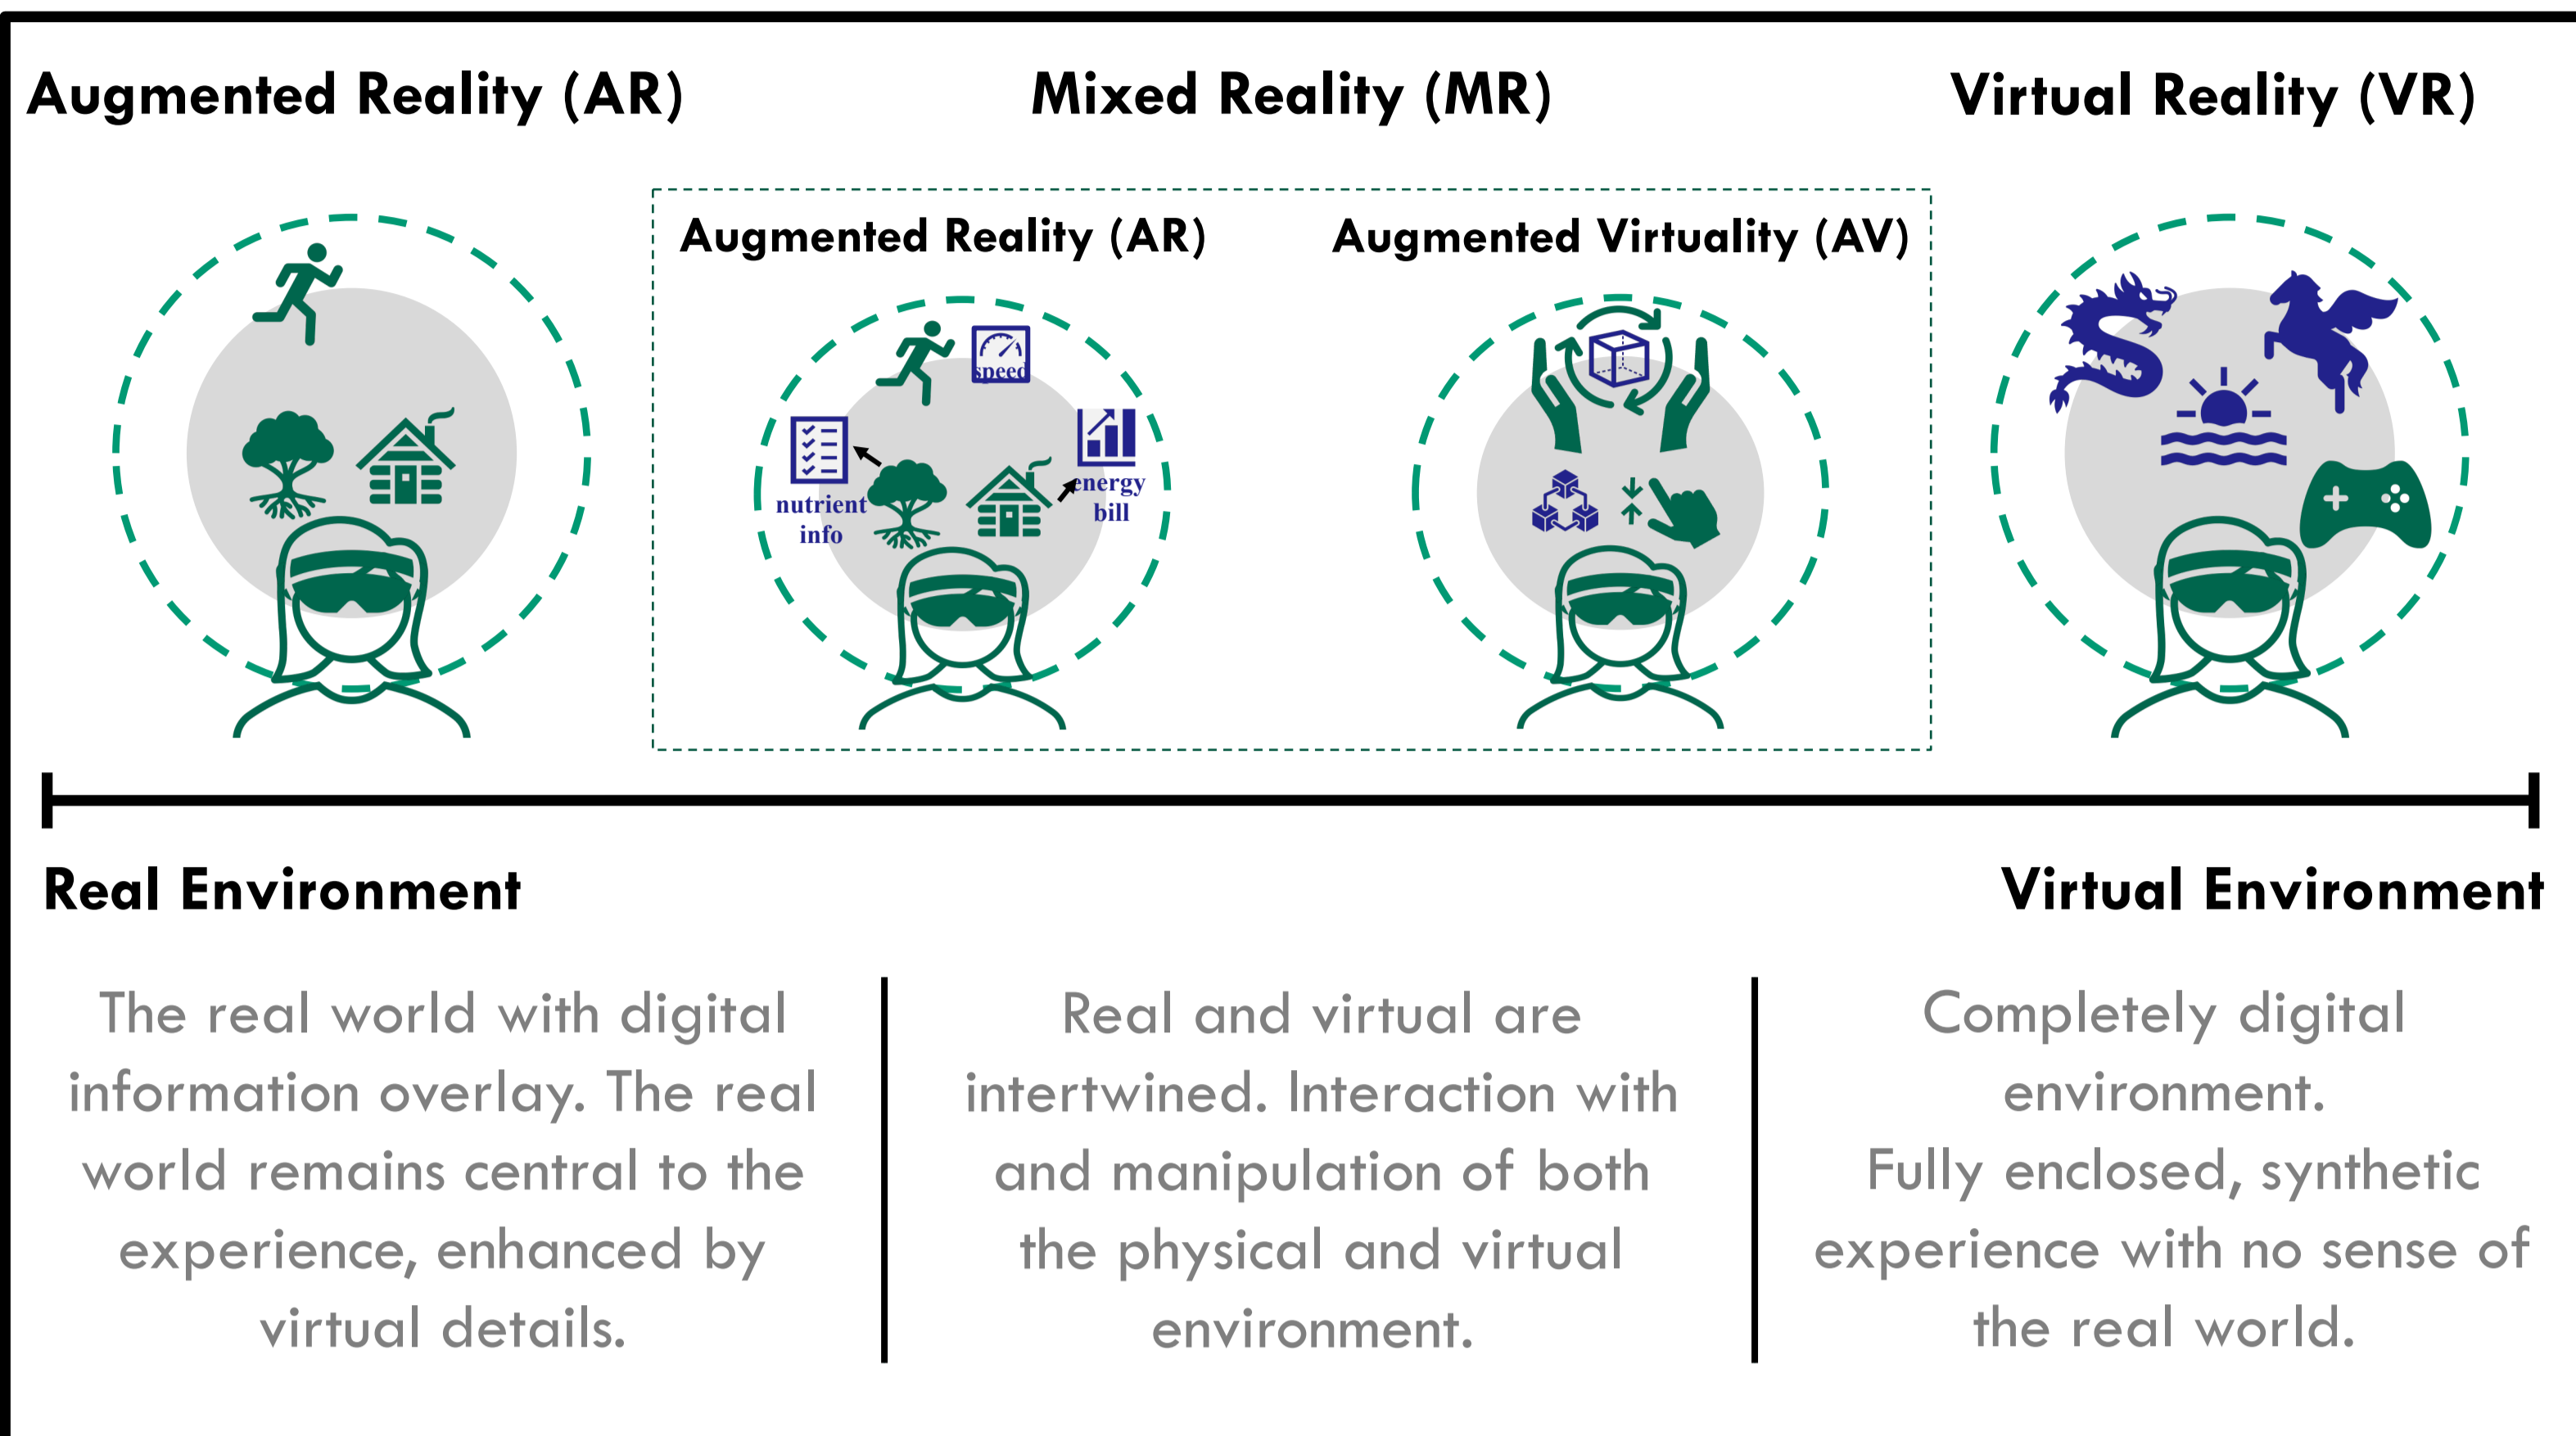 Augmented Reality (AR)
Mixed Reality (MR)
Virtual Reality (VR)
Augmented Reality (AR)
Augmented Virtuality (AV)
speed
nutrient
info
energy
bill
Real Environment
Virtual Environment
The real world with digital
information overlay. The real
world remains central to the
experience, enhanced by
virtual details.
Real and virtual are
intertwined. Interaction with
and manipulation of both
the physical and virtual
environment.
Completely digital
environment.
Fully enclosed, synthetic
experience with no sense of
the real world.